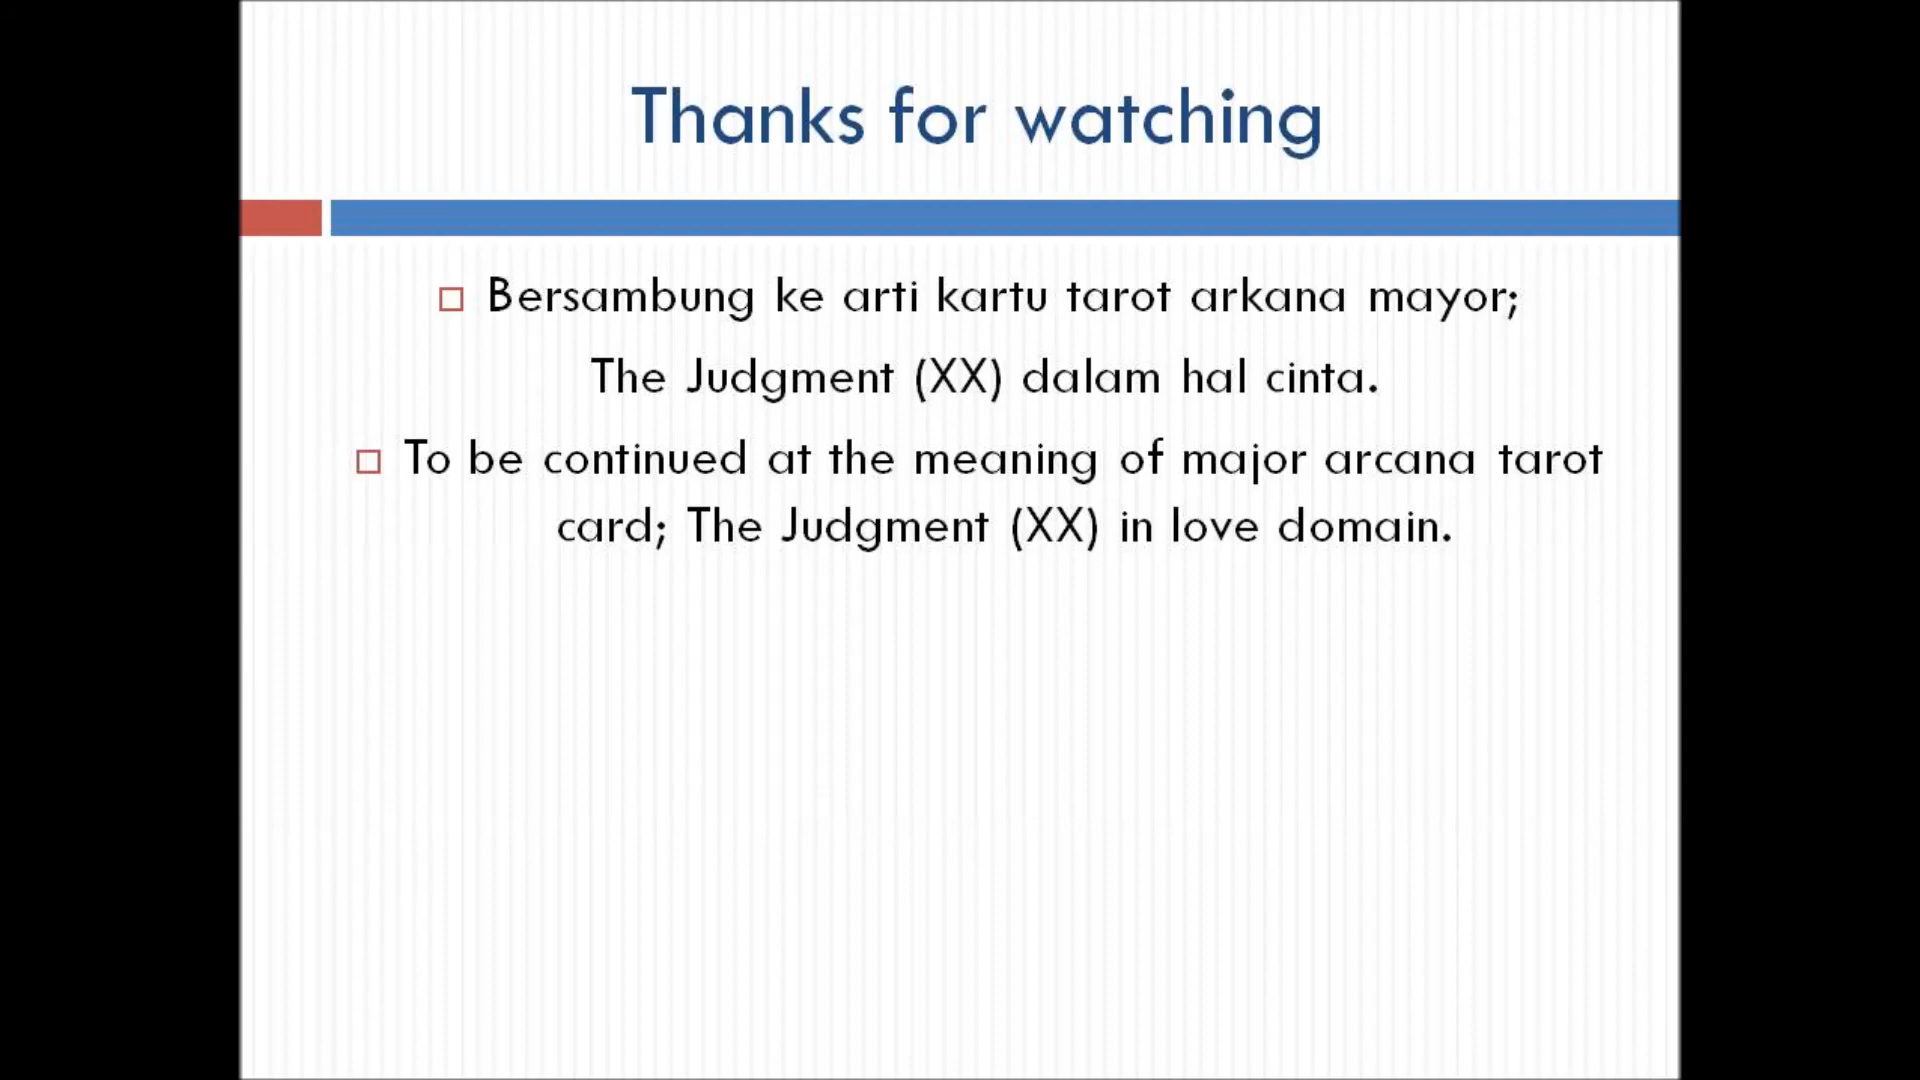 Thanks for watching
Bersambung ke arti kartu tarot arkana mayor;
The Judgment (XX) dalam hal cinta.
To be continued at the meaning of major arcana tarot
card; The Judgment (XX) in love domain.